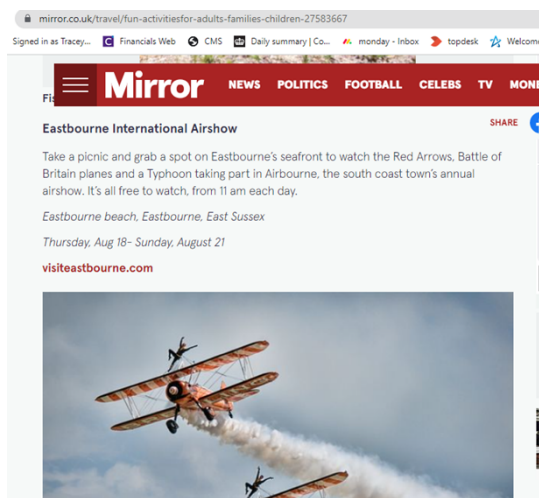 mirror.co.uk/travel/fun-activitiesfor-adults-families-children-27583667
Signed in as Tracey... Financials Web CMS Daily summary | Co... monday - Inbox topdesk Welcome
Mirror NEWS POLITICS FOOTBALL CELEBS TV
Eastbourne International Airshow SHARE
Take a picnic and grab a spot on Eastbourne's seafront to watch the Red Arrows, Battle of
Britain planes and a Typhoon taking part in Airbourne, the south coast town's annual
airshow. It's all free to watch, from 11 am each day.
Eastbourne beach, Eastbourne, East Sussex
Thursday, Aug 18- Sunday, August 21
visiteastbourne.com